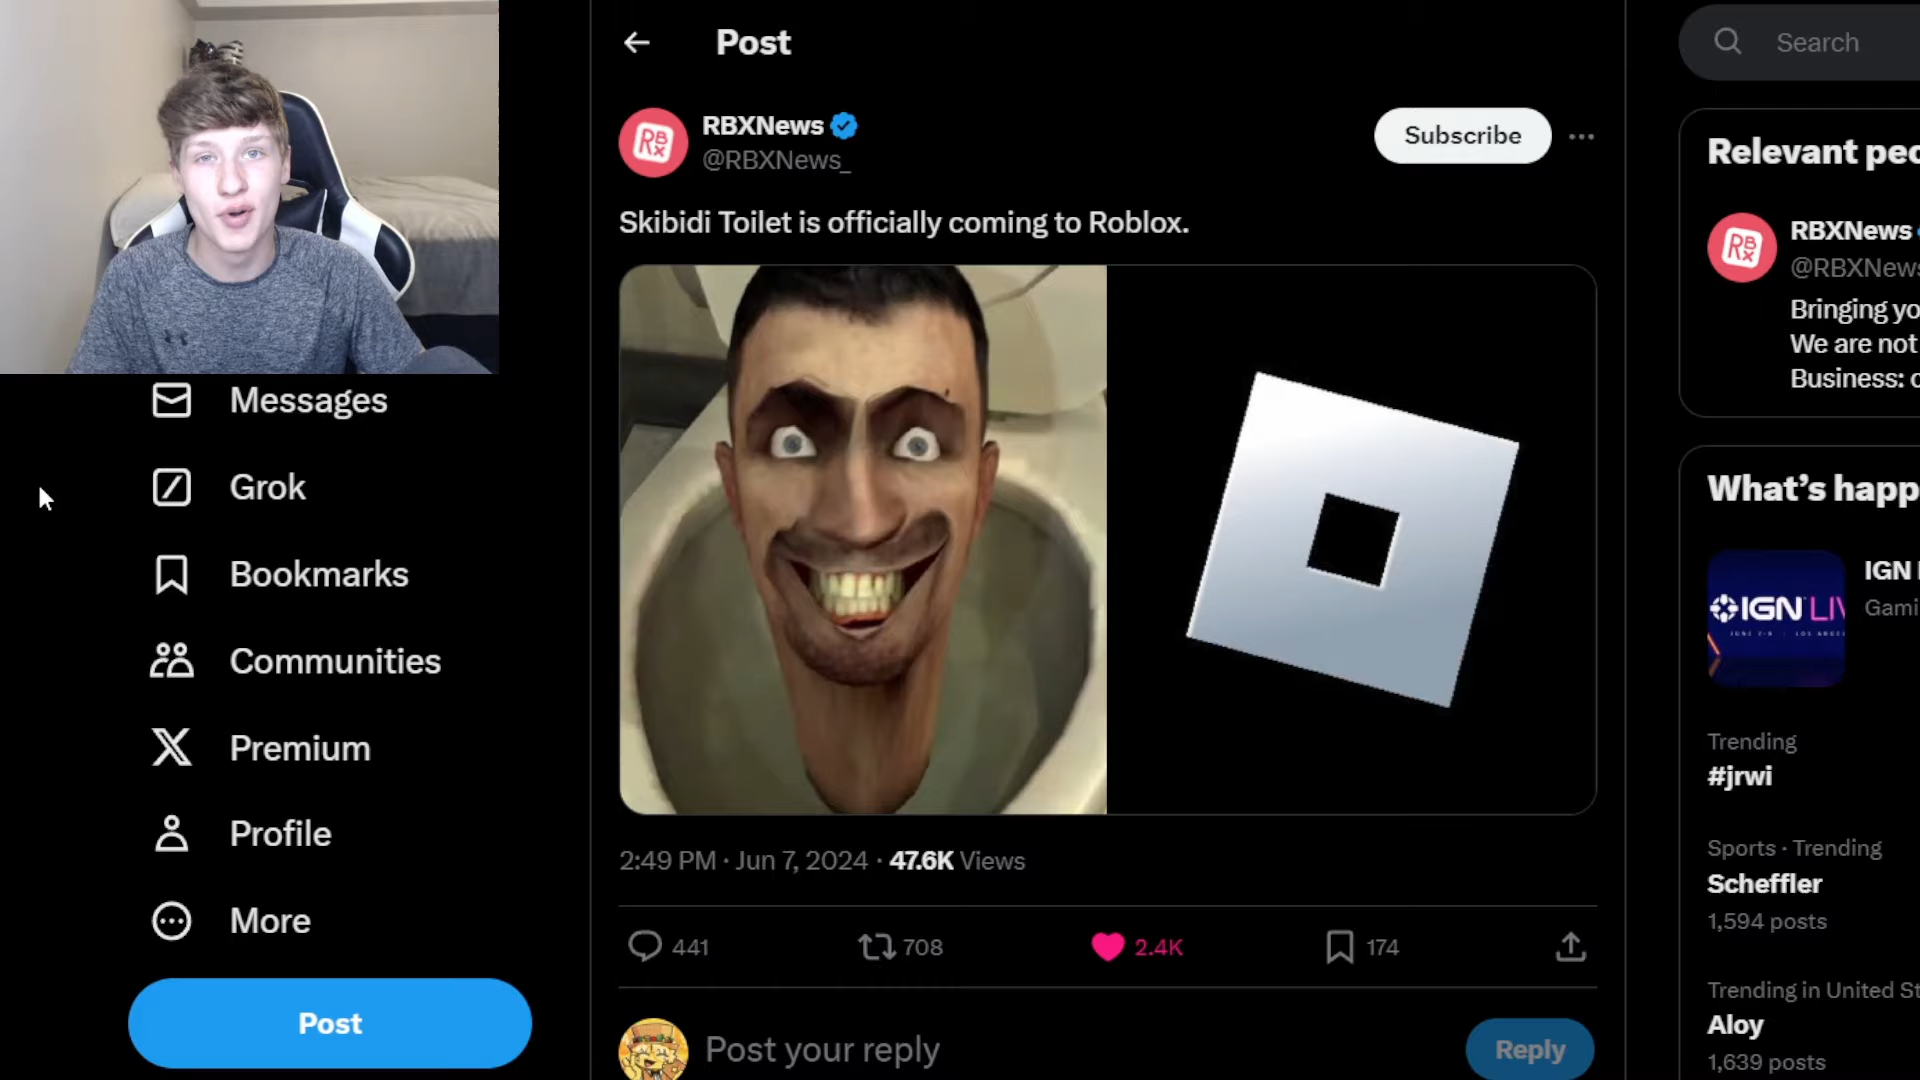 Post
RBXNews
@RBXNews_
Subscribe
Skibidi Toilet is officially coming to Roblox.
2:49 PM · Jun 7, 2024 · 47.6K Views
441
708
2.4K
174
Post your reply
Reply
Messages
Grok
Bookmarks
Communities
Premium
Profile
More
Post
Search
Relevant peo
RBXNews
@RBXNews
Bringing yo
We are not
Business: c
What's happ
IGN LIV
IGN
Gami
Trending
#jrwi
Sports · Trending
Scheffler
1,594 posts
Trending in United St
Aloy
1,639 posts